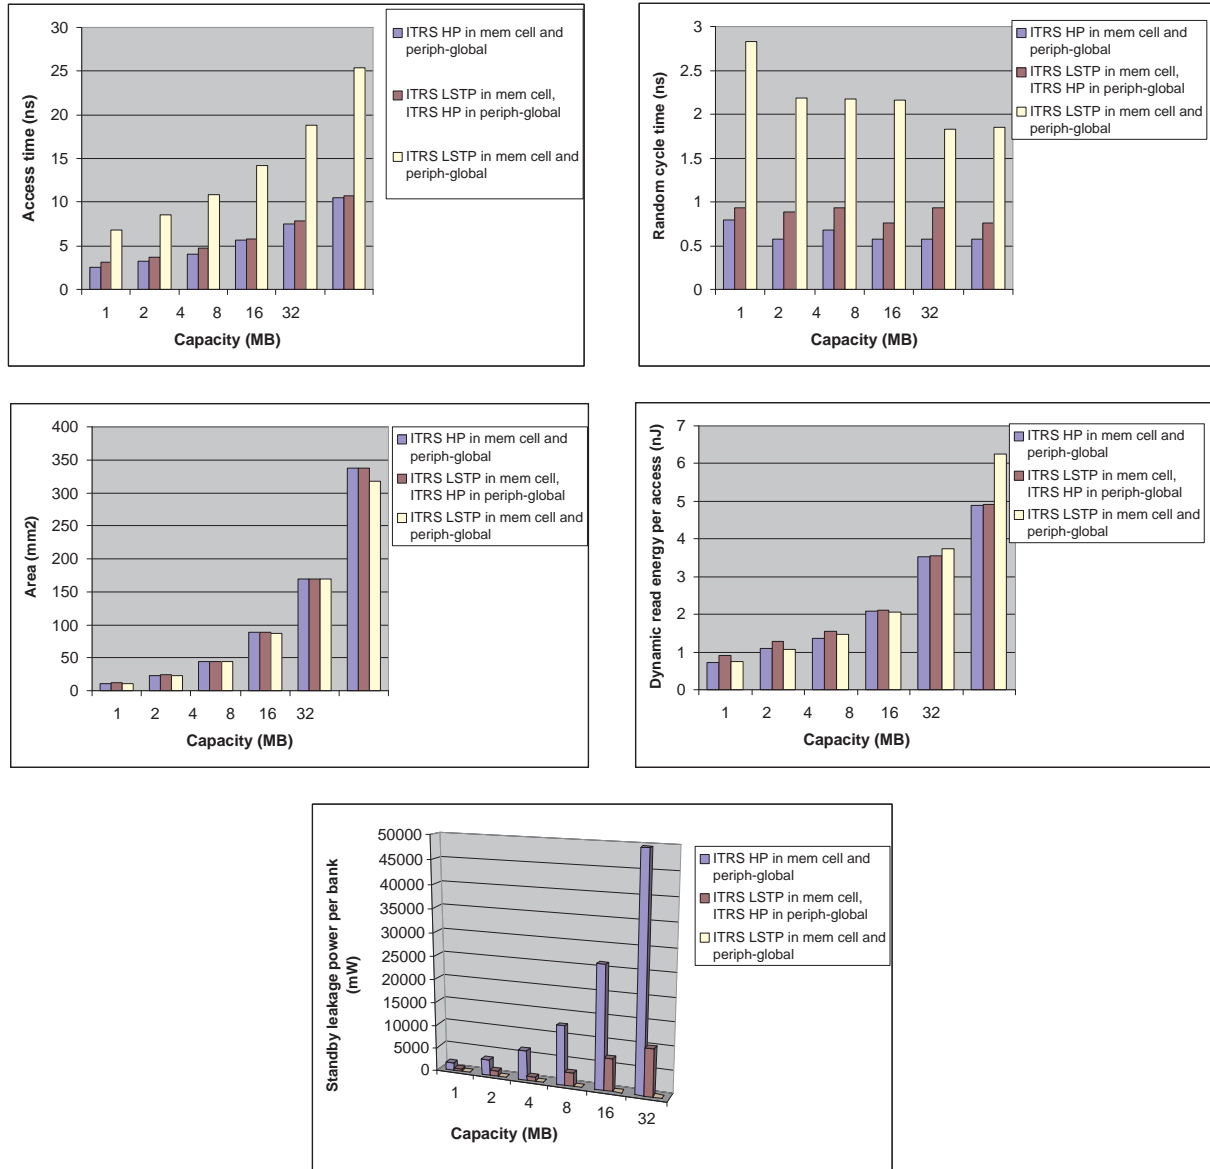 30
25
20
15
10
5
0
Access time (ns)
1 2 4 8 16 32
Capacity (MB)
ITRS HP in mem cell and
periph-global
ITRS LSTP in mem cell,
ITRS HP in periph-global
ITRS LSTP in mem cell and
periph-global
3
2.5
2
1.5
1
0.5
0
Random cycle time (ns)
1 2 4 8 16 32
Capacity (MB)
ITRS HP in mem cell and
periph-global
ITRS LSTP in mem cell,
ITRS HP in periph-global
ITRS LSTP in mem cell and
periph-global
400
350
300
250
200
150
100
50
0
Area (mm2)
1 2 4 8 16 32
Capacity (MB)
ITRS HP in mem cell and
periph-global
ITRS LSTP in mem cell,
ITRS HP in periph-global
ITRS LSTP in mem cell and
periph-global
7
6
5
4
3
2
1
0
Dynamic read energy per access (nJ)
1 2 4 8 16 32
Capacity (MB)
ITRS HP in mem cell and
periph-global
ITRS LSTP in mem cell,
ITRS HP in periph-global
ITRS LSTP in mem cell and
periph-global
50000
45000
40000
35000
30000
25000
20000
15000
10000
5000
0
Standby leakage power per bank
(mW)
1 2 4 8 16 32
Capacity (MB)
ITRS HP in mem cell and
periph-global
ITRS LSTP in mem cell,
ITRS HP in periph-global
ITRS LSTP in mem cell and
periph-global